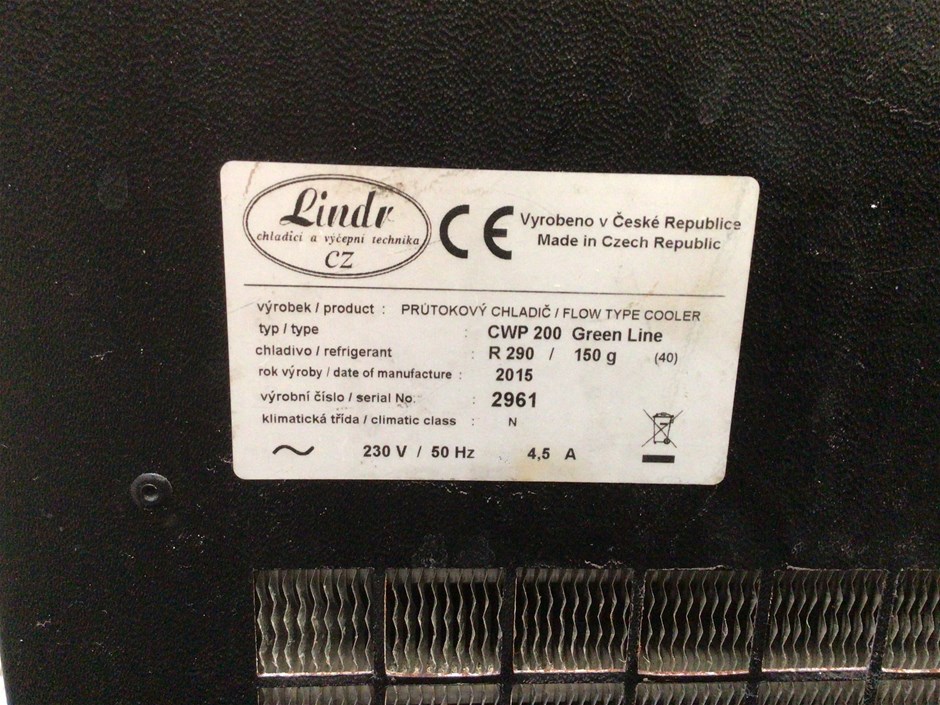 Lindr
chladicí a výčepní technika
CZ
CE
Vyrobeno v České Republice
Made in Czech Republic
výrobek / product : PRŮTOKOVÝ CHLADIČ / FLOW TYPE COOLER
typ / type : CWP 200 Green Line
chladivo / refrigerant : R 290 / 150 g (40)
rok výroby / date of manufacture : 2015
výrobní číslo / serial No. : 2961
klimatická třída / climatic class : N
~ 230 V / 50 Hz 4,5 A